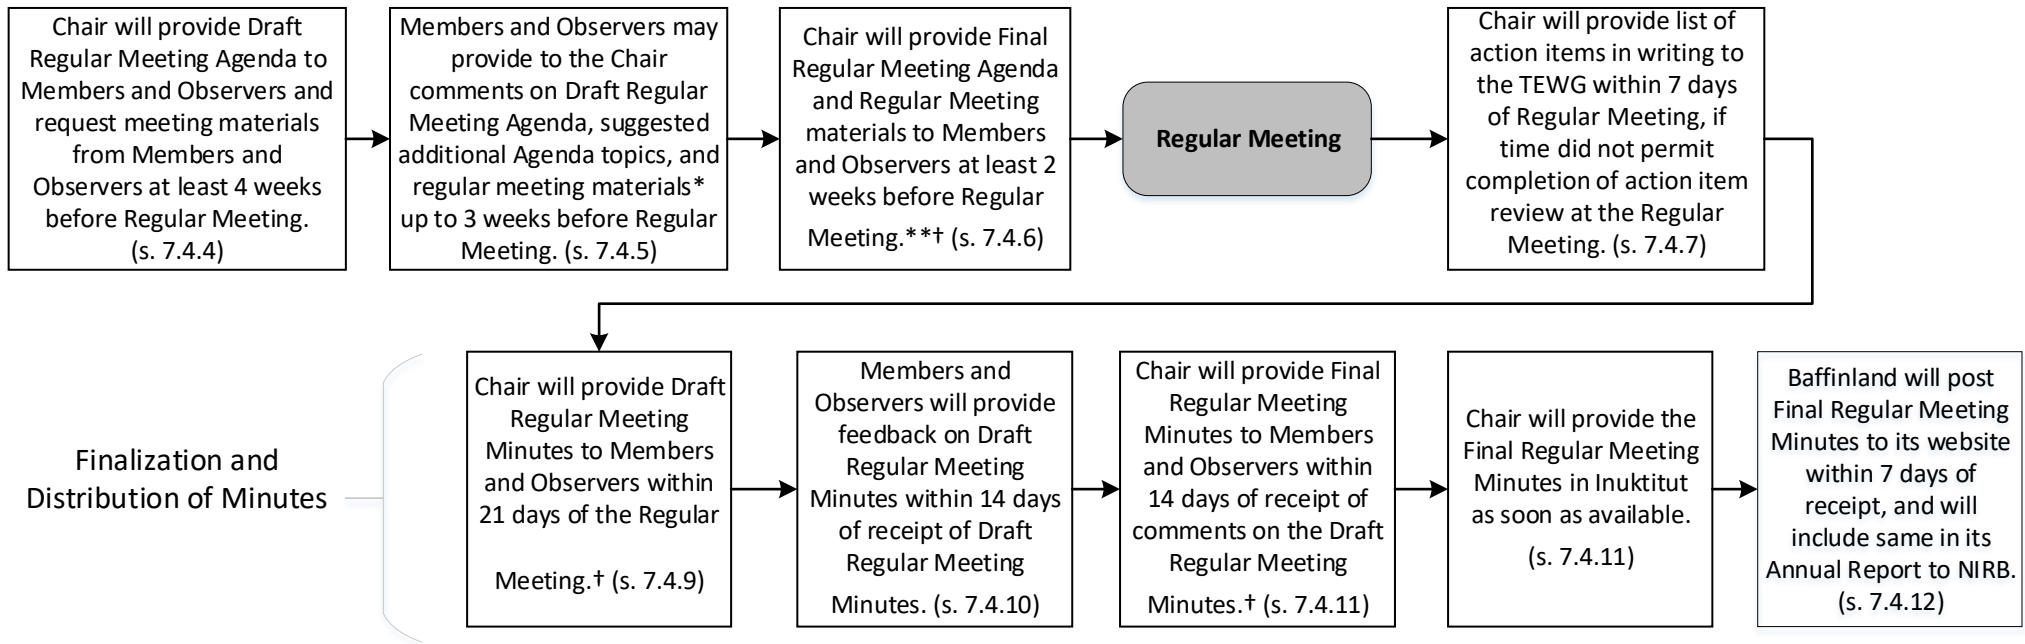 Chair will provide Draft
Regular Meeting Agenda to
Members and Observers and
request meeting materials
from Members and
Observers at least 4 weeks
before Regular Meeting.
(s. 7.4.4)
Members and Observers may
provide to the Chair
comments on Draft Regular
Meeting Agenda, suggested
additional Agenda topics, and
regular meeting materials*
up to 3 weeks before Regular
Meeting. (s. 7.4.5)
Chair will provide Final
Regular Meeting Agenda
and Regular Meeting
materials to Members
and Observers at least 2
weeks before Regular
Meeting.**† (s. 7.4.6)
Regular Meeting
Chair will provide list of
action items in writing to
the TEWG within 7 days
of Regular Meeting, if
time did not permit
completion of action item
review at the Regular
Meeting. (s. 7.4.7)
Finalization and
Distribution of Minutes
Chair will provide Draft
Regular Meeting
Minutes to Members
and Observers within
21 days of the Regular
Meeting.† (s. 7.4.9)
Members and
Observers will provide
feedback on Draft
Regular Meeting
Minutes within 14 days
of receipt of Draft
Regular Meeting
Minutes. (s. 7.4.10)
Chair will provide Final
Regular Meeting
Minutes to Members
and Observers within
14 days of receipt of
comments on the Draft
Regular Meeting
Minutes.† (s. 7.4.11)
Chair will provide the
Final Regular Meeting
Minutes in Inuktitut
as soon as available.
(s. 7.4.11)
Baffinland will post
Final Regular Meeting
Minutes to its website
within 7 days of
receipt, and will
include same in its
Annual Report to NIRB.
(s. 7.4.12)